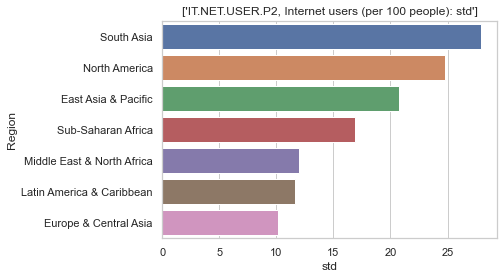 ['IT.NET.USER.P2, Internet users (per 100 people): std']
Region
South Asia
North America
East Asia & Pacific
Sub-Saharan Africa
Middle East & North Africa
Latin America & Caribbean
Europe & Central Asia
0 5 10 15 20 25
std